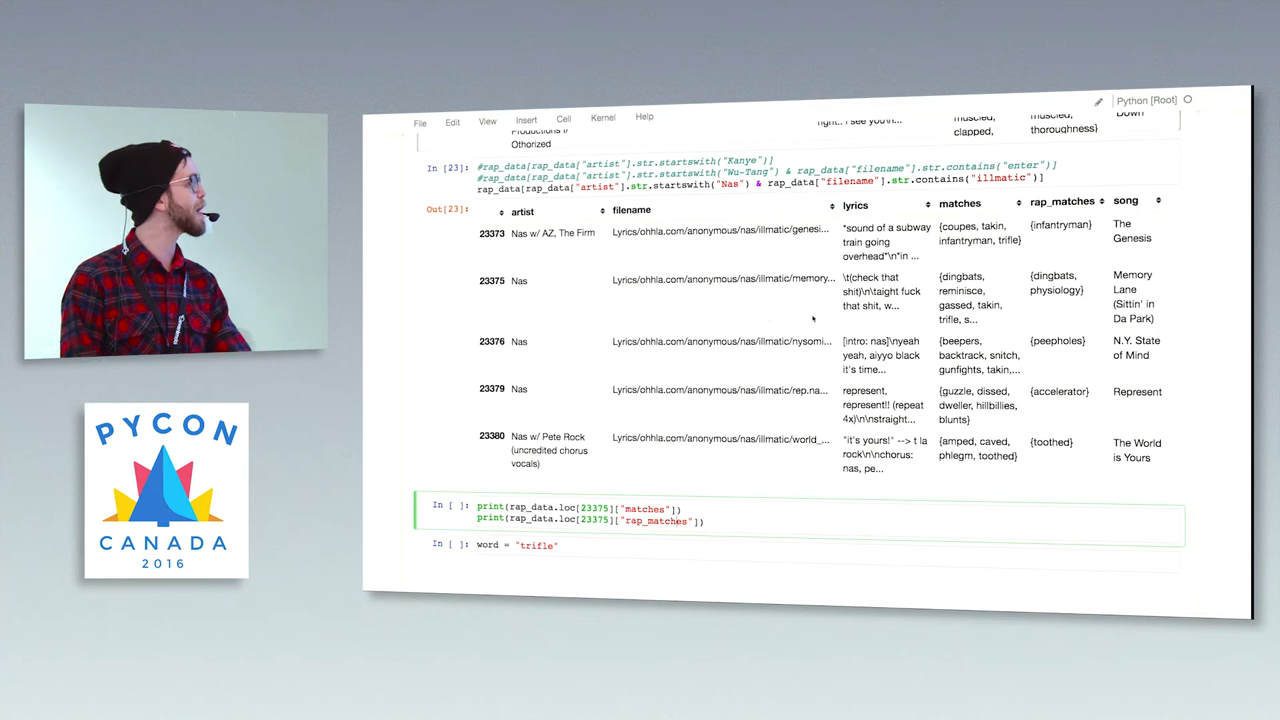 Python [Root]
File Edit View Insert Cell Kernel Help
right.. I see you\n...
muscled,
clapped,
muscled,
thoroughness}
Down
Productions I/
Othorized
In [23]: #rap_data[rap_data["artist"].str.startswith("Kanye")]
#rap_data[rap_data["artist"].str.startswith("Wu-Tang") & rap_data["filename"].str.contains("enter")]
rap_data[rap_data["artist"].str.startswith("Nas") & rap_data["filename"].str.contains("illmatic")]
Out[23]: artist filename lyrics matches rap_matches song
23373 Nas w/ AZ, The Firm Lyrics/ohhla.com/anonymous/nas/illmatic/genesi...
*sound of a subway
train going
overhead*\n*in ...
{coupes, takin,
infantryman, trifle}
{infantryman}
The
Genesis
23375 Nas Lyrics/ohhla.com/anonymous/nas/illmatic/memory...
\t(check that
shit)\n\taight fuck
that shit, w...
{dingbats,
reminisce,
gassed, takin,
trifle, s...
{dingbats,
physiology}
Memory
Lane
(Sittin' in
Da Park)
23376 Nas Lyrics/ohhla.com/anonymous/nas/illmatic/nysomi...
[intro: nas]\nyeah
yeah, aiyyo black
it's time...
{beepers,
backtrack, snitch,
gunfights, takin,...
{peepholes}
N.Y. State
of Mind
23379 Nas Lyrics/ohhla.com/anonymous/nas/illmatic/rep.na...
represent,
represent!! (repeat
4x)\n\nstraight...
{guzzle, dissed,
dweller, hillbillies,
blunts}
{accelerator}
Represent
23380 Nas w/ Pete Rock
(uncredited chorus
vocals)
Lyrics/ohhla.com/anonymous/nas/illmatic/world_...
"it's yours!" --> t la
rock\n\nchorus:
nas, pe...
{amped, caved,
phlegm, toothed}
{toothed}
The World
is Yours
In [ ]: print(rap_data.loc[23375]["matches"])
print(rap_data.loc[23375]["rap_matches"])
In [ ]: word = "trifle"
PYCON
CANADA
2016